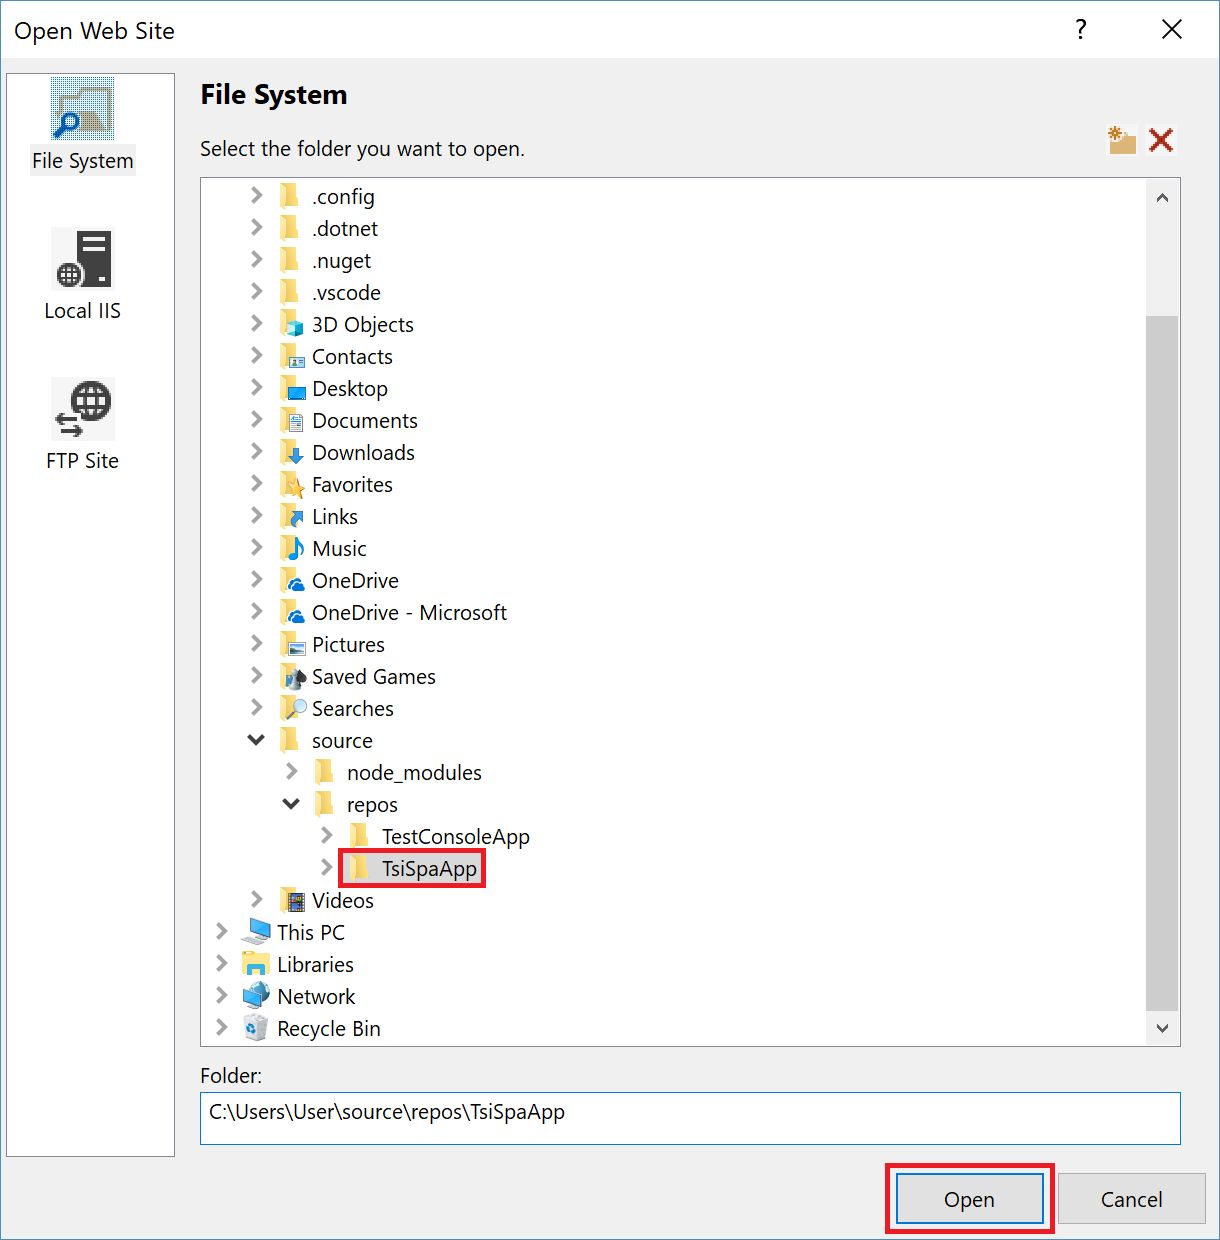 Open Web Site
?
File System
Local IIS
FTP Site
File System
Select the folder you want to open.
.config
.dotnet
.nuget
.vscode
3D Objects
Contacts
Desktop
Documents
Downloads
Favorites
Links
Music
OneDrive
OneDrive - Microsoft
Pictures
Saved Games
Searches
source
node_modules
repos
TestConsoleApp
TsiSpaApp
Videos
This PC
Libraries
Network
Recycle Bin
Folder:
C:\Users\User\source\repos\TsiSpaApp
Open
Cancel